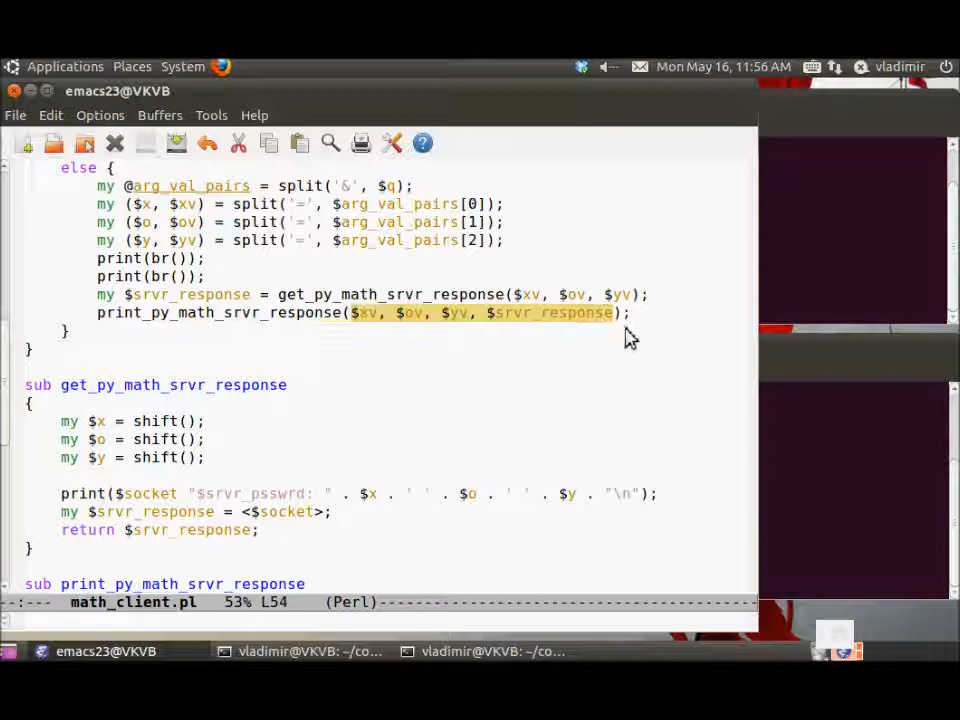 Applications Places System Mon May 16, 11:56 AM vladimir
emacs23@VKVB
File Edit Options Buffers Tools Help
else {
my @arg_val_pairs = split('&', $q);
my ($x, $xv) = split('=', $arg_val_pairs[0]);
my ($o, $ov) = split('=', $arg_val_pairs[1]);
my ($y, $yv) = split('=', $arg_val_pairs[2]);
print(br());
print(br());
my $srvr_response = get_py_math_srvr_response($xv, $ov, $yv);
print_py_math_srvr_response($xv, $ov, $yv, $srvr_response);
}
}
sub get_py_math_srvr_response
{
my $x = shift();
my $o = shift();
my $y = shift();
print($socket "$srvr_psswrd: " . $x . ' ' . $o . ' ' . $y . "\n");
my $srvr_response = <$socket>;
return $srvr_response;
}
sub print_py_math_srvr_response
--:--- math_client.pl 53% L54 (Perl)
emacs23@VKVB vladimir@VKVB: ~/co... vladimir@VKVB: ~/co...